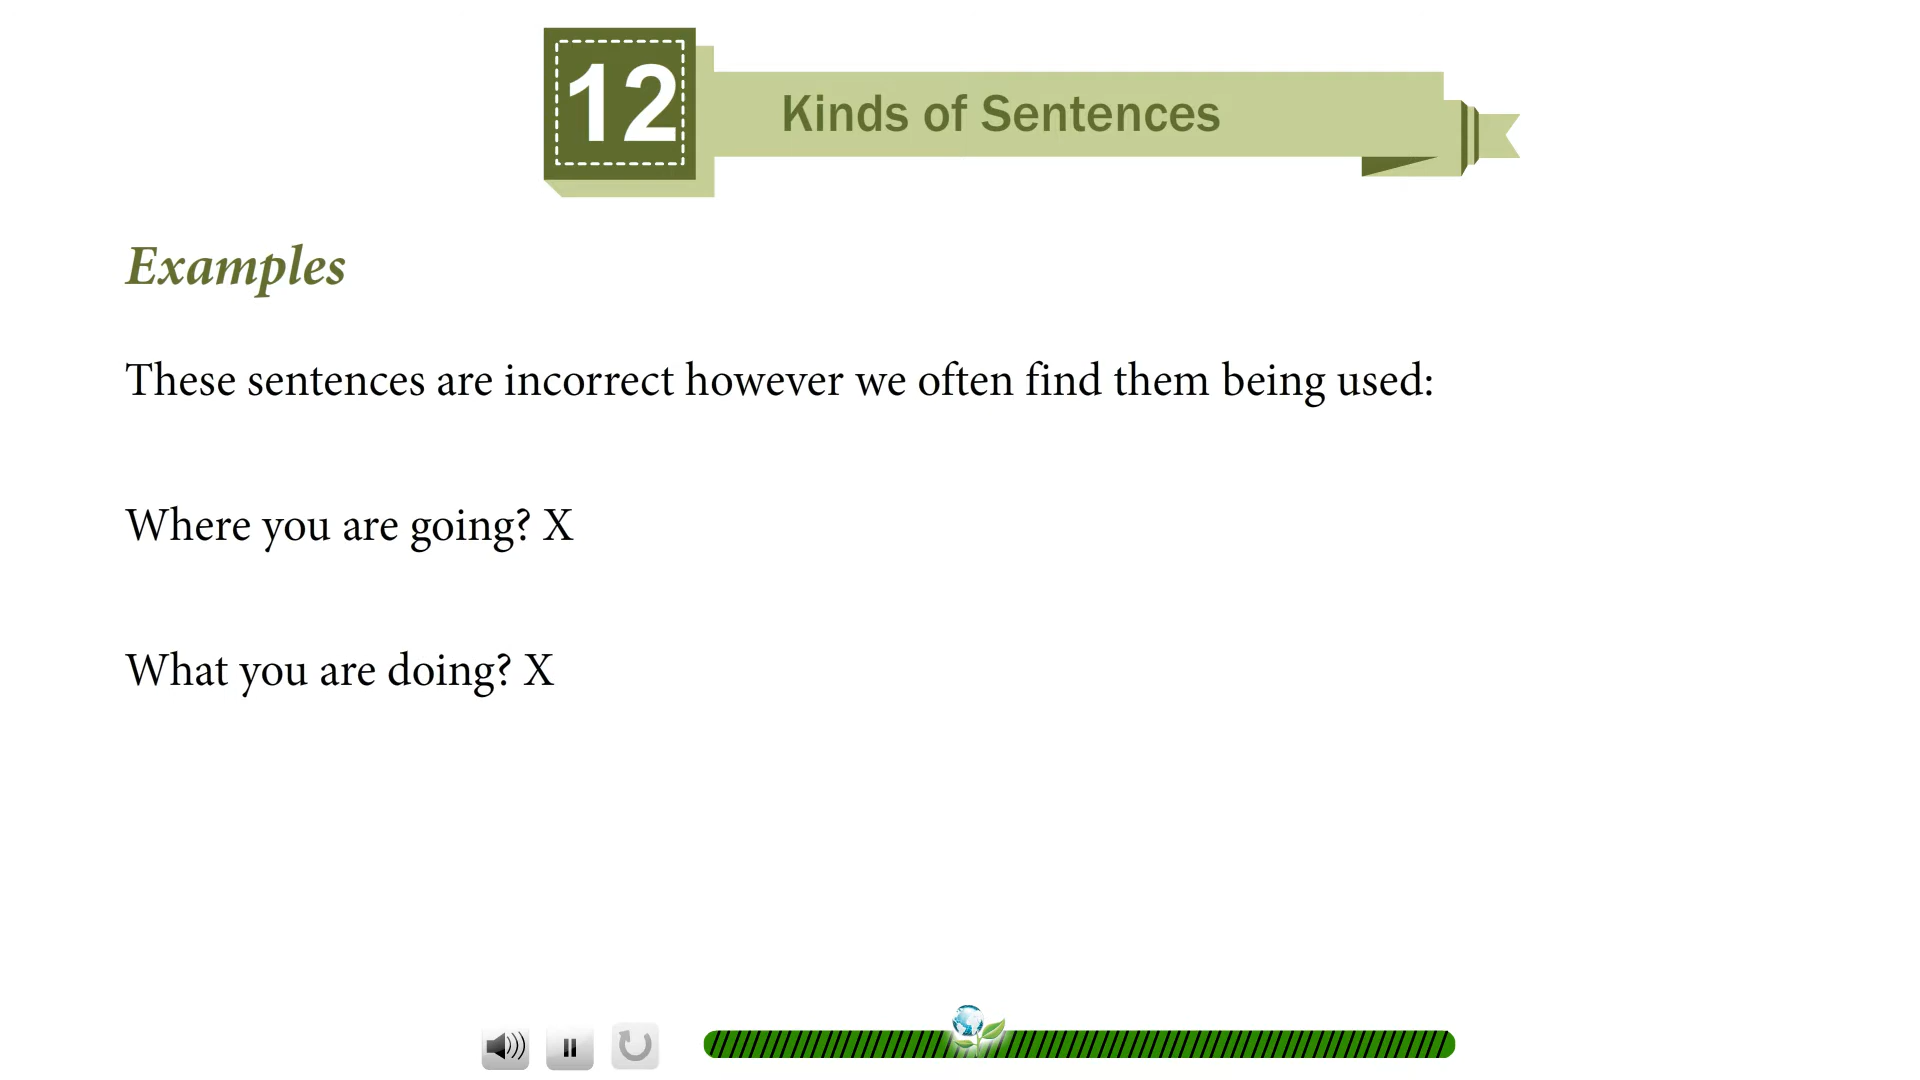 12
Kinds of Sentences
Examples
These sentences are incorrect however we often find them being used:
Where you are going? X
What you are doing? X